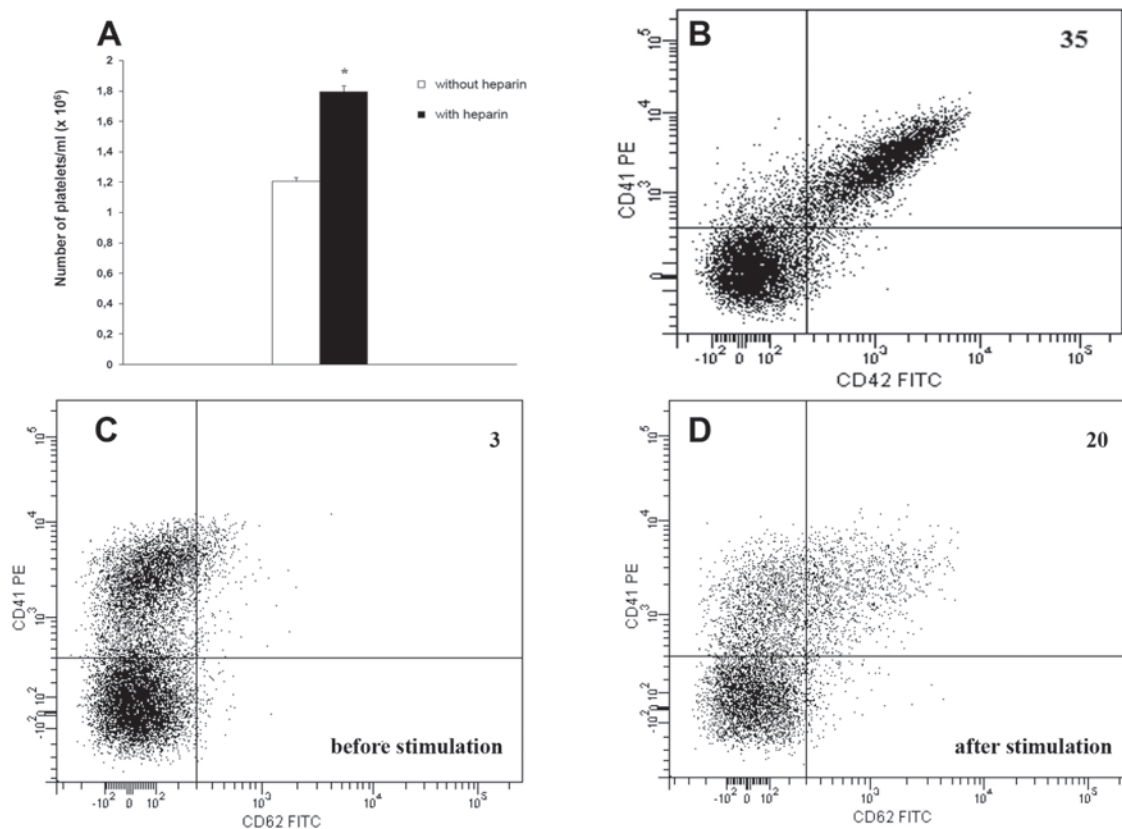 A
Number of platelets/ml (x 10⁶)
2
1,8
1,6
1,4
1,2
1
1,8
1,6
0,4
0,2
0
*
without heparin
with heparin
B
35
CD41 PE
10⁵
10⁴
10³
0
-10² 0 10² 10³ 10⁴ 10⁵
CD42 FITC
C
3
CD41 PE
10⁵
10⁴
10³
10²
-10² 0
before stimulation
-10² 0 10² 10³ 10⁴ 10⁵
CD62 FITC
D
20
CD41 PE
10⁵
10⁴
10³
10²
-10² 0
after stimulation
-10² 0 10² 10³ 10⁴ 10⁵
CD62 FITC